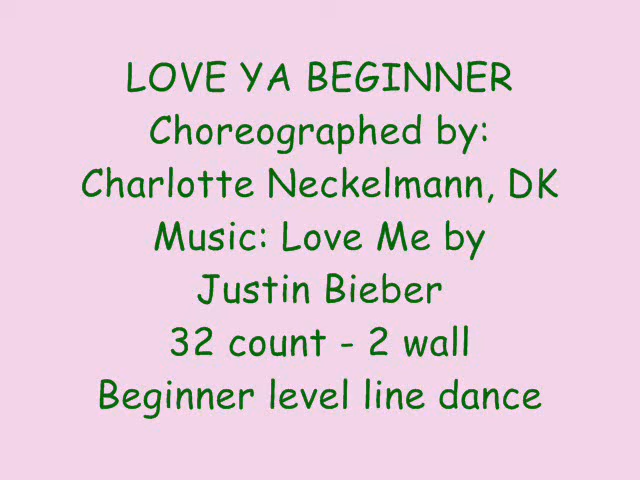 LOVE YA BEGINNER
Choreographed by:
Charlotte Neckelmann, DK
Music: Love Me by
Justin Bieber
32 count - 2 wall
Beginner level line dance